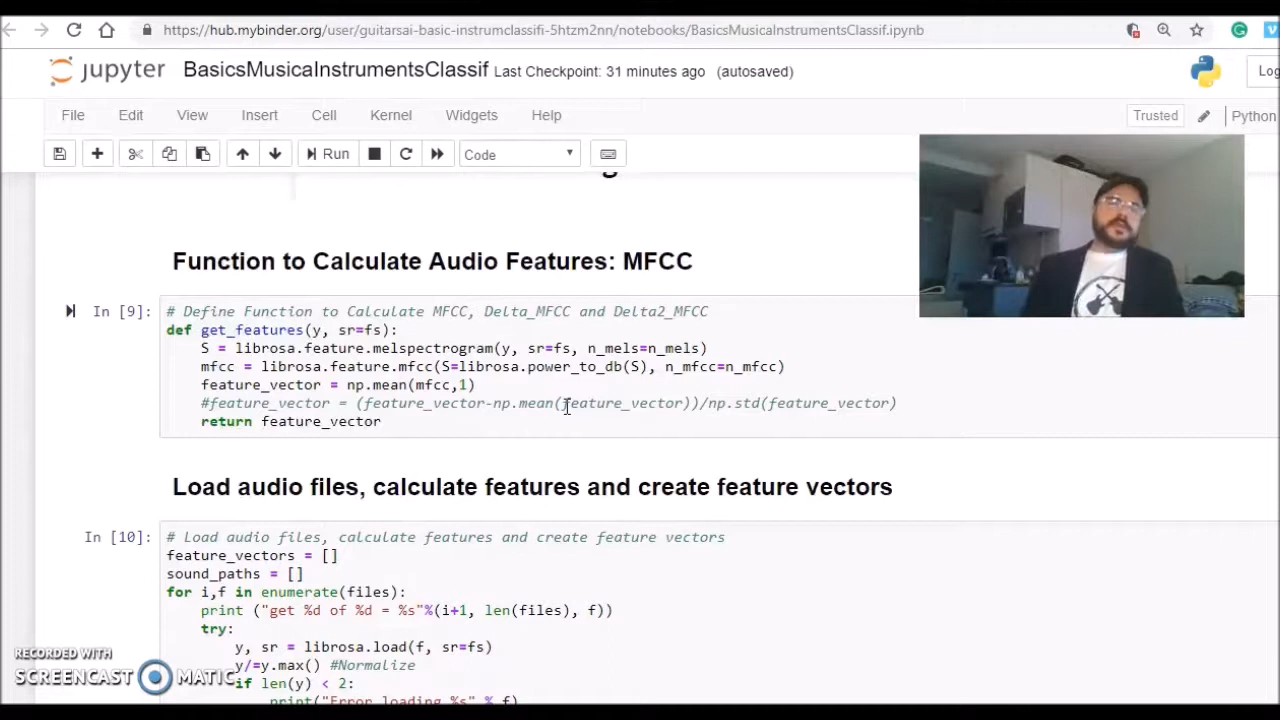 https://hub.mybinder.org/user/guitarsai-basic-instrumclassifi-5htzm2nn/notebooks/BasicsMusicalnstrumentsClassif.ipynb
jupyter BasicsMusicalnstrumentsClassif Last Checkpoint: 31 minutes ago (autosaved)
File Edit View Insert Cell Kernel Widgets Help Trusted Python
Run Code
Function to Calculate Audio Features: MFCC
In [9]: # Define Function to Calculate MFCC, Delta_MFCC and Delta2_MFCC
def get_features(y, sr=fs):
S = librosa.feature.melspectrogram(y, sr=fs, n_mels=n_mels)
mfcc = librosa.feature.mfcc(S=librosa.power_to_db(S), n_mfcc=n_mfcc)
feature_vector = np.mean(mfcc,1)
#feature_vector = (feature_vector-np.mean(feature_vector))/np.std(feature_vector)
return feature_vector
Load audio files, calculate features and create feature vectors
In [10]: # Load audio files, calculate features and create feature vectors
feature_vectors = []
sound_paths = []
for i,f in enumerate(files):
print ("get %d of %d = %s"%(i+1, len(files), f))
try:
y, sr = librosa.load(f, sr=fs)
y/=y.max() #Normalize
if len(y) < 2:
print("Error loading %s" % f)
RECORDED WITH
SCREENCAST MATIC